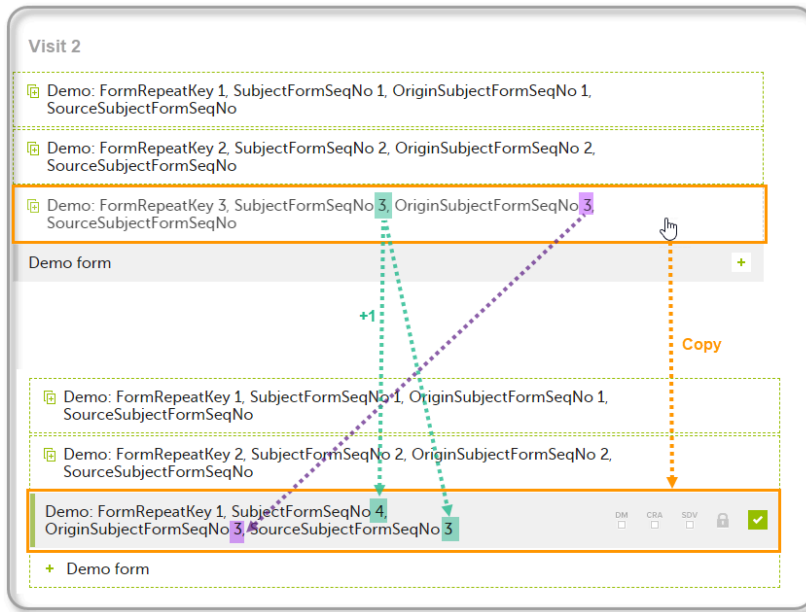 Visit 2
Demo: FormRepeatKey 1, SubjectFormSeqNo 1, OriginSubjectFormSeqNo 1,
SourceSubjectFormSeqNo
Demo: FormRepeatKey 2, SubjectFormSeqNo 2, OriginSubjectFormSeqNo 2,
SourceSubjectFormSeqNo
Demo: FormRepeatKey 3, SubjectFormSeqNo 3, OriginSubjectFormSeqNo 3,
SourceSubjectFormSeqNo
Demo form
+1
Copy
Demo: FormRepeatKey 1, SubjectFormSeqNo 1, OriginSubjectFormSeqNo 1,
SourceSubjectFormSeqNo
Demo: FormRepeatKey 2, SubjectFormSeqNo 2, OriginSubjectFormSeqNo 2,
SourceSubjectFormSeqNo
Demo: FormRepeatKey 1, SubjectFormSeqNo 4,
OriginSubjectFormSeqNo 3, SourceSubjectFormSeqNo 3
DM CRA SDV
+ Demo form